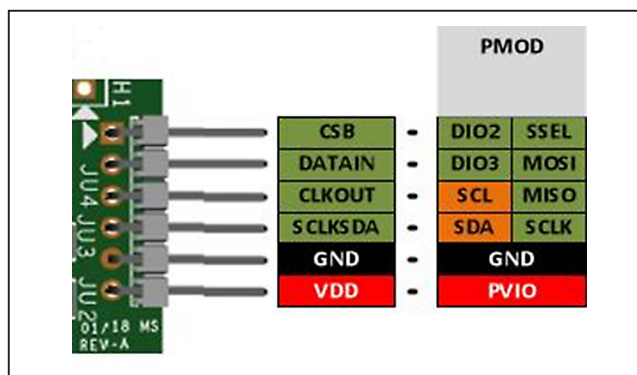 PMOD
H1
CSB - DIO2 SSEL
DATAIN - DIO3 MOSI
JU4
CLKOUT - SCL MISO
JU3
SCLKSDA - SDA SCLK
GND - GND
JU2
VDD - PVIO
01/18 MS
REV-A